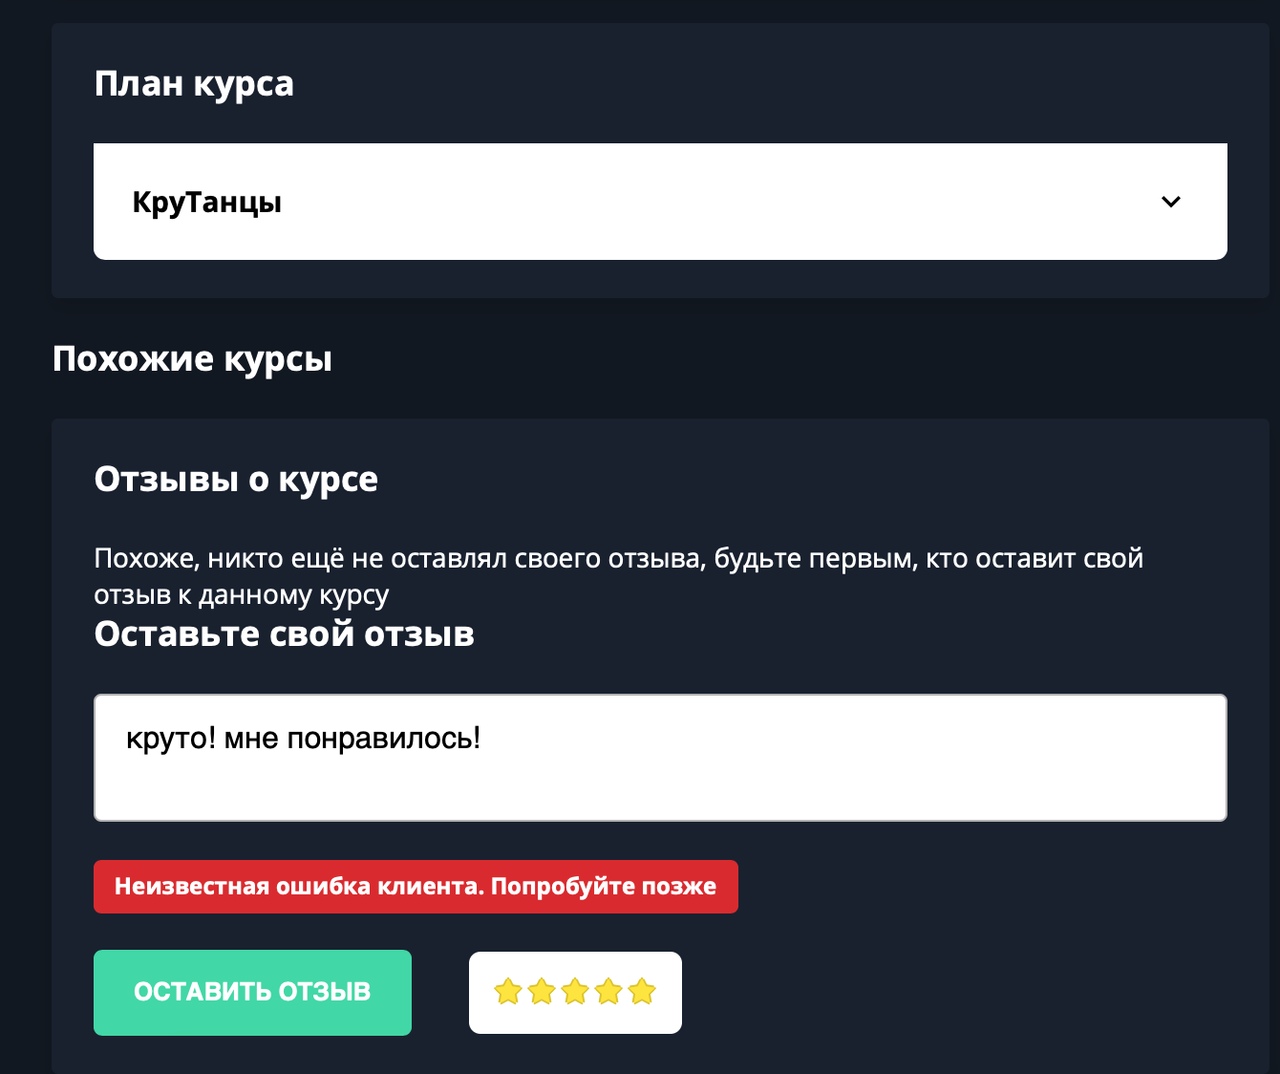 План курса
КруТанцы
Похожие курсы
Отзывы о курсе
Похоже, никто ещё не оставлял своего отзыва, будьте первым, кто оставит свой
отзыв к данному курсу
Оставьте свой отзыв
круто! мне понравилось!
Неизвестная ошибка клиента. Попробуйте позже
ОСТАВИТЬ ОТЗЫВ